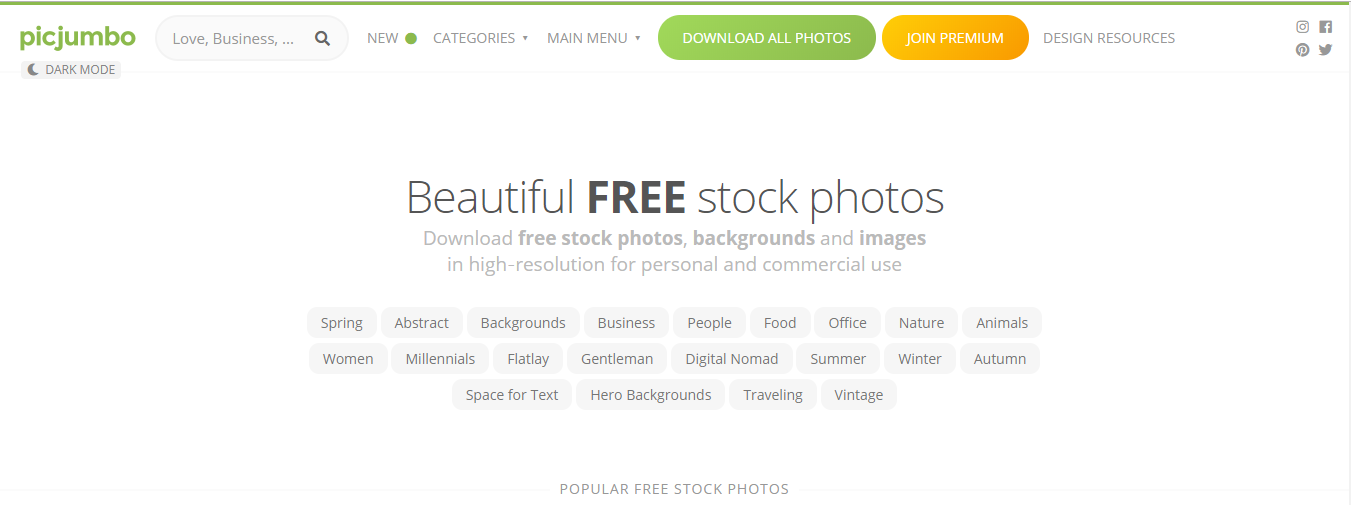 picjumbo
Love, Business, ...
NEW
CATEGORIES ▾
MAIN MENU ▾
DOWNLOAD ALL PHOTOS
JOIN PREMIUM
DESIGN RESOURCES
DARK MODE
Beautiful FREE stock photos
Download free stock photos, backgrounds and images
in high-resolution for personal and commercial use
Spring Abstract Backgrounds Business People Food Office Nature Animals
Women Millennials Flatlay Gentleman Digital Nomad Summer Winter Autumn
Space for Text Hero Backgrounds Traveling Vintage
POPULAR FREE STOCK PHOTOS